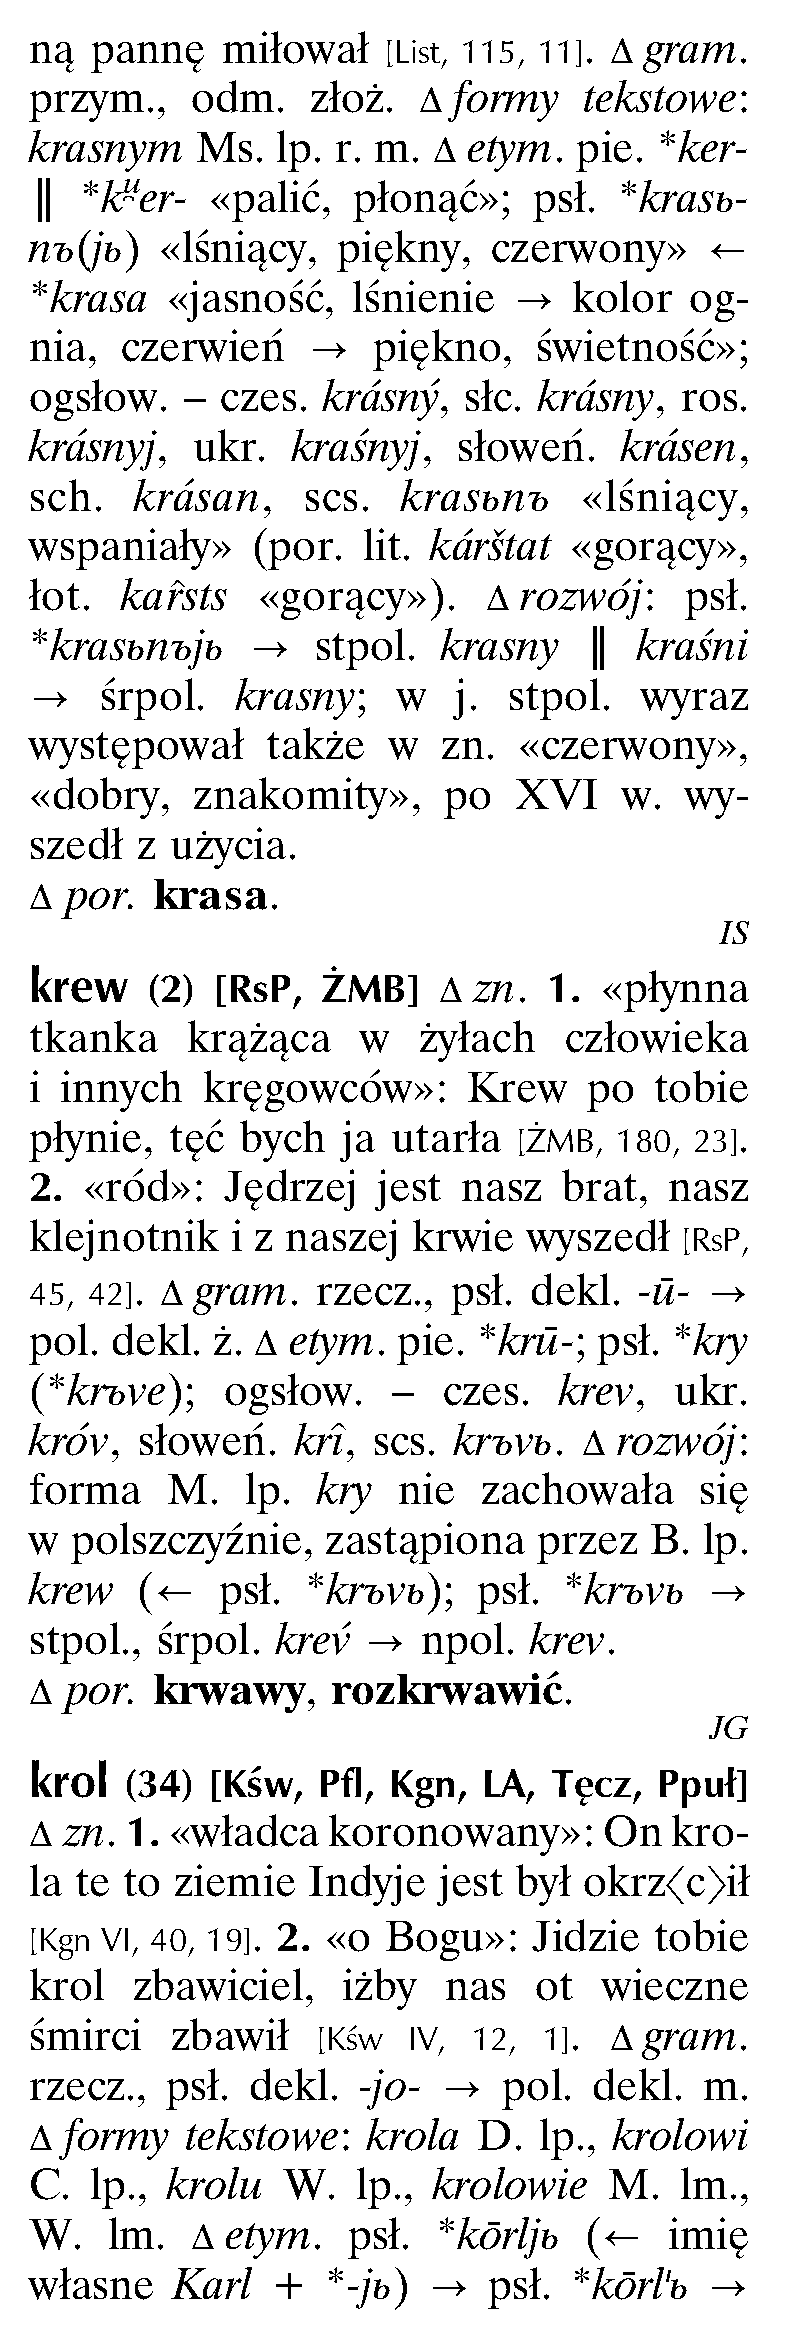 ną pannę miłował [List, 115, 11]. Δ gram.
przym., odm. złoż. Δ formy tekstowe:
krasnym Ms. lp. r. m. Δ etym. pie. *ker-
‖ *ku̯er- «palić, płonąć»; psł. *krasь-
nъ(jь) «lśniący, piękny, czerwony» ←
*krasa «jasność, lśnienie → kolor og-
nia, czerwień → piękno, świetność»;
ogsłow. – czes. krásný, słc. krásny, ros.
krásnyj, ukr. kraśnyj, słoweń. krásen,
sch. krásan, scs. krasьnъ «lśniący,
wspaniały» (por. lit. kárštat «gorący»,
łot. kar̂sts «gorący»). Δ rozwój: psł.
*krasьnъjь → stpol. krasny ‖ kraśni
→ śrpol. krasny; w j. stpol. wyraz
występował także w zn. «czerwony»,
«dobry, znakomity», po XVI w. wy-
szedł z użycia.
Δ por. krasa.
IS
krew (2) [RsP, ŻMB] Δ zn. 1. «płynna
tkanka krążąca w żyłach człowieka
i innych kręgowców»: Krew po tobie
płynie, tęć bych ja utarła [ŻMB, 180, 23].
2. «ród»: Jędrzej jest nasz brat, nasz
klejnotnik i z naszej krwie wyszedł [RsP,
45, 42]. Δ gram. rzecz., psł. dekl. -ū- →
pol. dekl. ż. Δ etym. pie. *krū-; psł. *kry
(*krъve); ogsłow. – czes. krev, ukr.
króv, słoweń. krî, scs. krъvь. Δ rozwój:
forma M. lp. kry nie zachowała się
w polszczyźnie, zastąpiona przez B. lp.
krew (← psł. *krъvь); psł. *krъvь →
stpol., śrpol. krev́ → npol. krev.
Δ por. krwawy, rozkrwawić.
JG
krol (34) [Kśw, Pfl, Kgn, LA, Tęcz, Ppuł]
Δ zn. 1. «władca koronowany»: On kro-
la te to ziemie Indyje jest był okrz〈c〉ił
[Kgn VI, 40, 19]. 2. «o Bogu»: Jidzie tobie
krol zbawiciel, iżby nas ot wieczne
śmirci zbawił [Kśw IV, 12, 1]. Δ gram.
rzecz., psł. dekl. -jo- → pol. dekl. m.
Δ formy tekstowe: krola D. lp., krolowi
C. lp., krolu W. lp., krolowie M. lm.,
W. lm. Δ etym. psł. *kōrljь (← imię
własne Karl + *-jь) → psł. *kōrl'ъ →